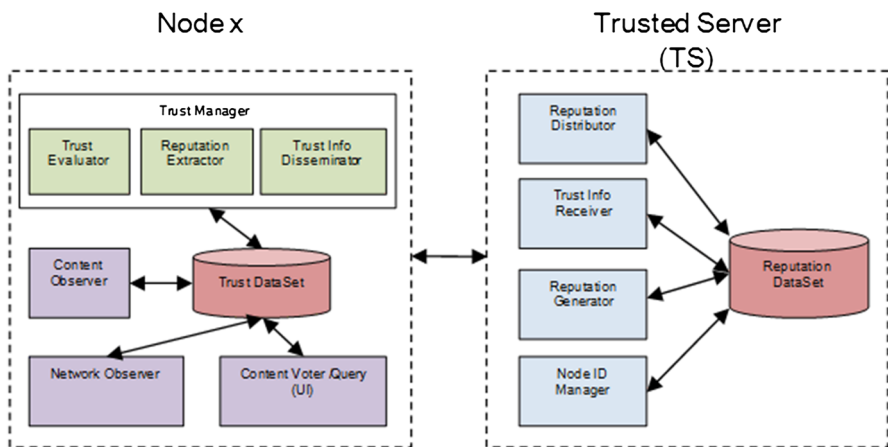 Node x
Trusted Server
(TS)
Trust Manager
Trust
Evaluator
Reputation
Extractor
Trust Info
Disseminator
Content
Observer
Trust DataSet
Network Observer
Content Voter /Query
(UI)
Reputation
Distributor
Trust Info
Receiver
Reputation
Generator
Node ID
Manager
Reputation
DataSet